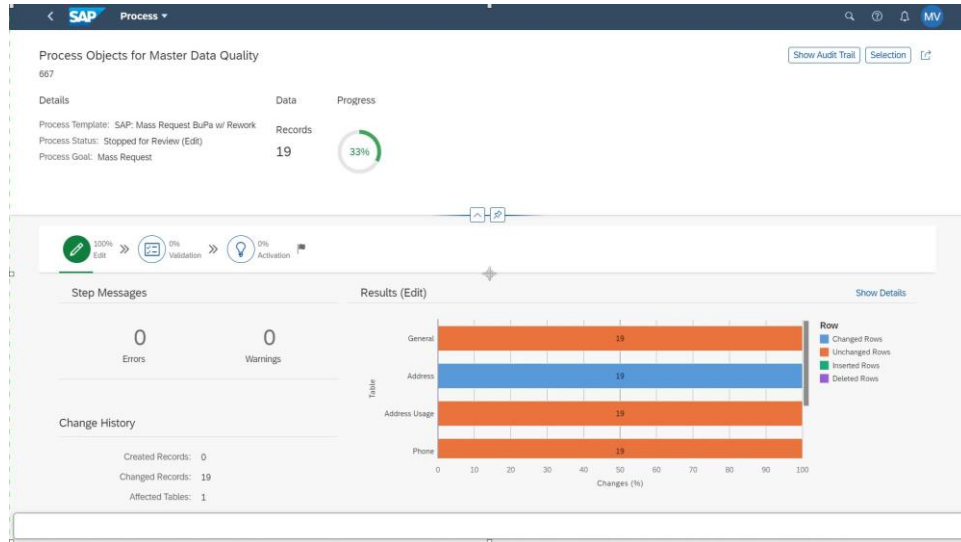 SAP Process
MV
Process Objects for Master Data Quality
667
Show Audit Trail Selection
Details
Process Template: SAP: Mass Request BuPa w/ Rework
Process Status: Stopped for Review (Edit)
Process Goal: Mass Request
Data
Records
19
Progress
33%
100%
Edit
0%
Validation
0%
Activation
Step Messages
0
Errors
0
Warnings
Change History
Created Records: 0
Changed Records: 19
Affected Tables: 1
Results (Edit)
Show Details
Table
General 19
Address 19
Address Usage 19
Phone 19
0 10 20 30 40 50 60 70 80 90 100
Changes (%)
Row
Changed Rows
Unchanged Rows
Inserted Rows
Deleted Rows